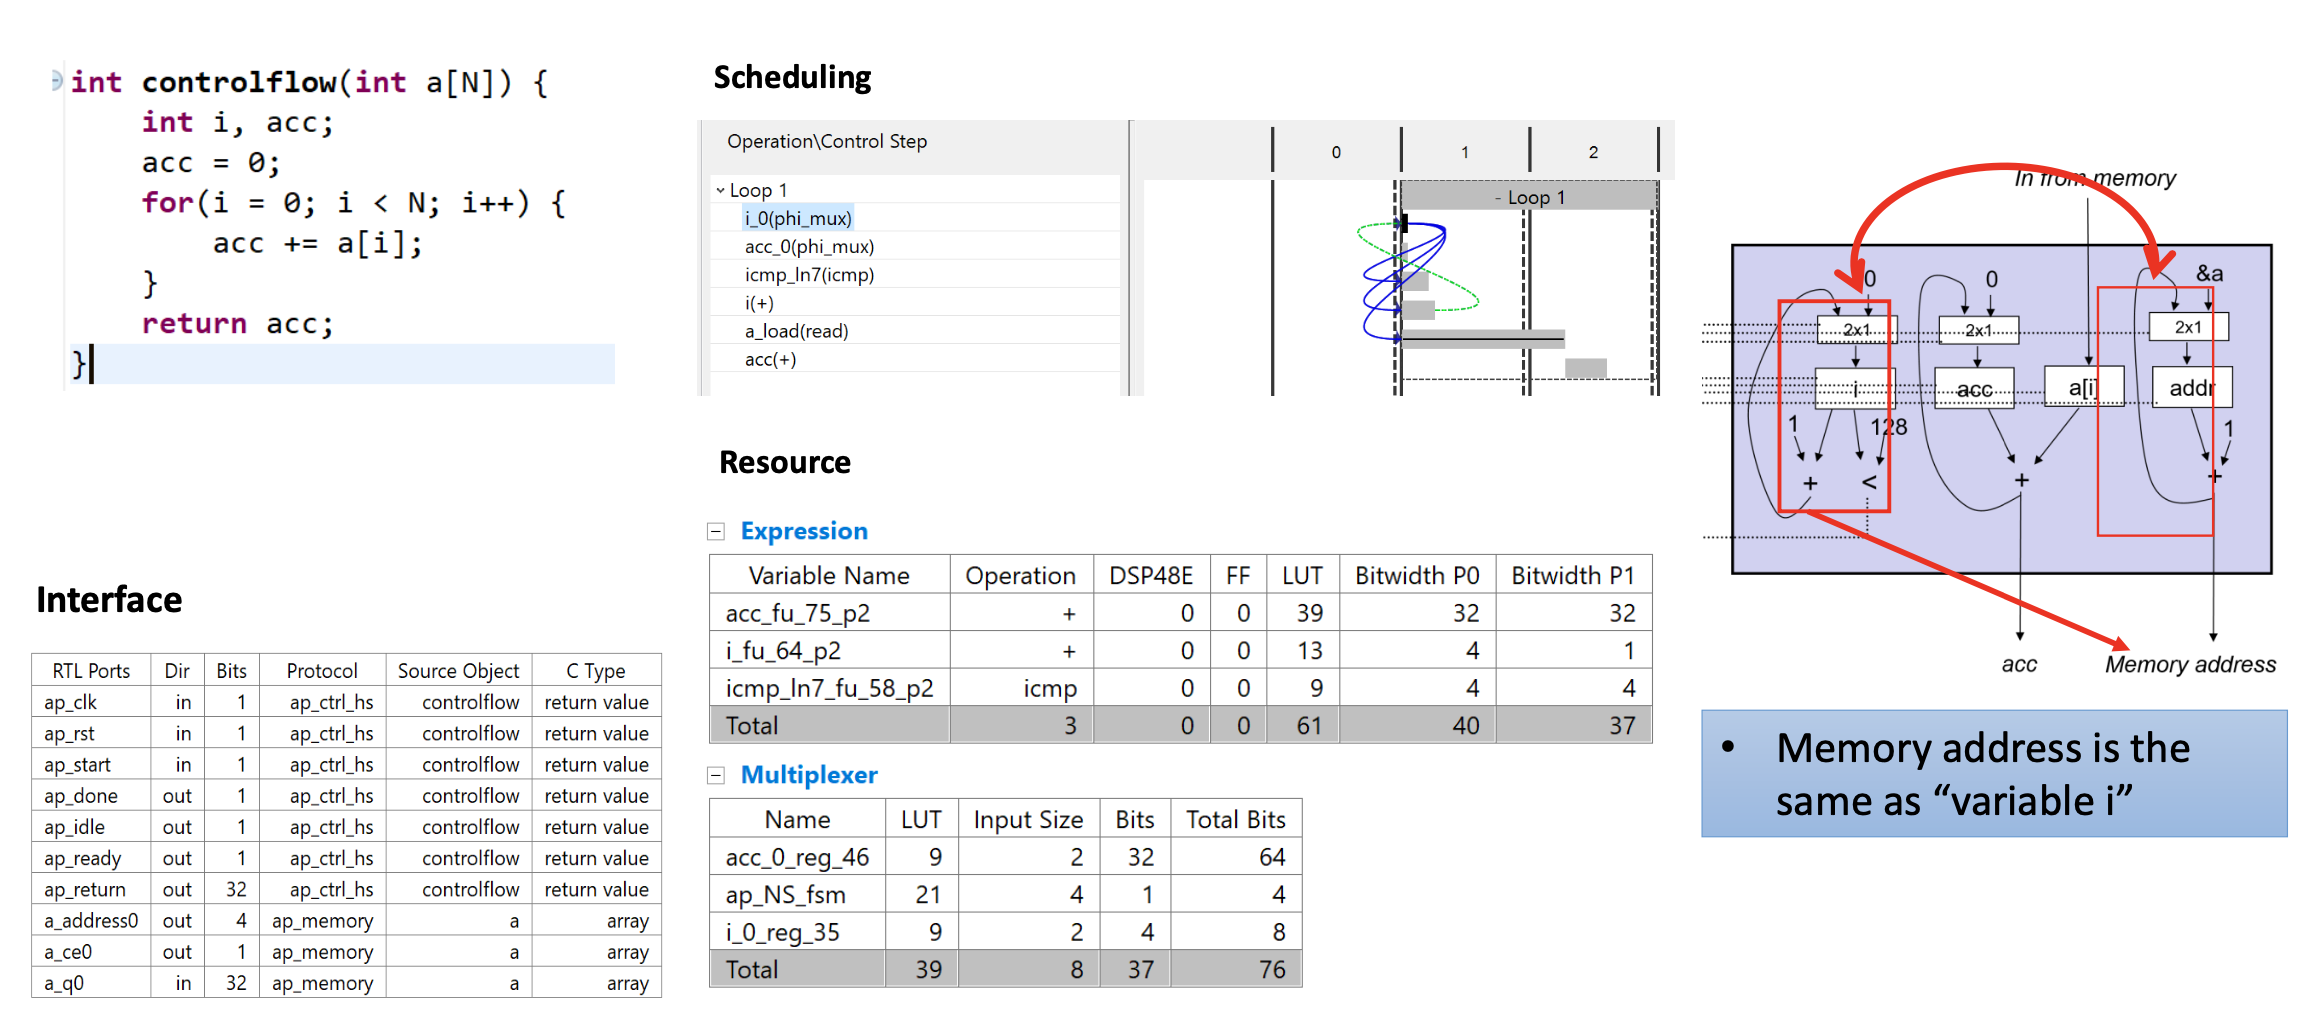 int controlflow(int a[N]) {
int i, acc;
acc = 0;
for(i = 0; i < N; i++) {
acc += a[i];
}
return acc;
}
Interface
RTL Ports Dir Bits Protocol Source Object C Type
ap_clk in 1 ap_ctrl_hs controlflow return value
ap_rst in 1 ap_ctrl_hs controlflow return value
ap_start in 1 ap_ctrl_hs controlflow return value
ap_done out 1 ap_ctrl_hs controlflow return value
ap_idle out 1 ap_ctrl_hs controlflow return value
ap_ready out 1 ap_ctrl_hs controlflow return value
ap_return out 32 ap_ctrl_hs controlflow return value
a_address0 out 4 ap_memory a array
a_ce0 out 1 ap_memory a array
a_q0 in 32 ap_memory a array
Scheduling
Operation\Control Step 0 1 2
Loop 1 - Loop 1
i_0(phi_mux)
acc_0(phi_mux)
icmp_ln7(icmp)
i(+)
a_load(read)
acc(+)
Resource
Expression
Variable Name Operation DSP48E FF LUT Bitwidth P0 Bitwidth P1
acc_fu_75_p2 + 0 0 39 32 32
i_fu_64_p2 + 0 0 13 4 1
icmp_ln7_fu_58_p2 icmp 0 0 9 4 4
Total 3 0 0 61 40 37
Multiplexer
Name LUT Input Size Bits Total Bits
acc_0_reg_46 9 2 32 64
ap_NS_fsm 21 4 1 4
i_0_reg_35 9 2 4 8
Total 39 8 37 76
In from memory
0 0 &a
2x1 2x1 2x1
i acc a[i] addr
1 128 1
+ < + +
acc Memory address
• Memory address is the
same as “variable i”